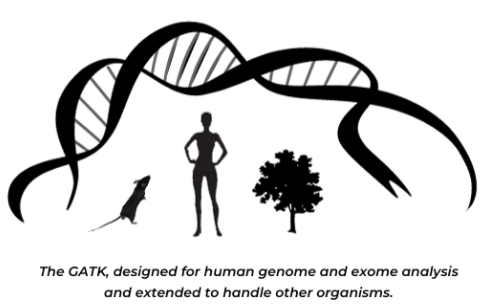 The GATK, designed for human genome and exome analysis
and extended to handle other organisms.